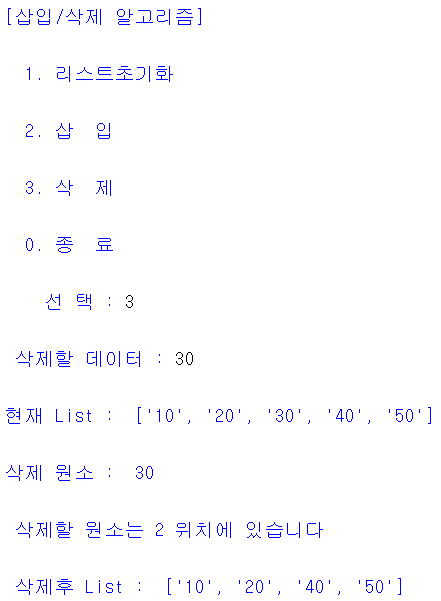 [삽입/삭제 알고리즘]
1. 리스트초기화
2. 삽  입
3. 삭  제
0. 종  료
선 택 : 3
삭제할 데이터 : 30
현재 List :  ['10', '20', '30', '40', '50']
삭제 원소 :  30
삭제할 원소는 2 위치에 있습니다
삭제후 List :  ['10', '20', '40', '50']